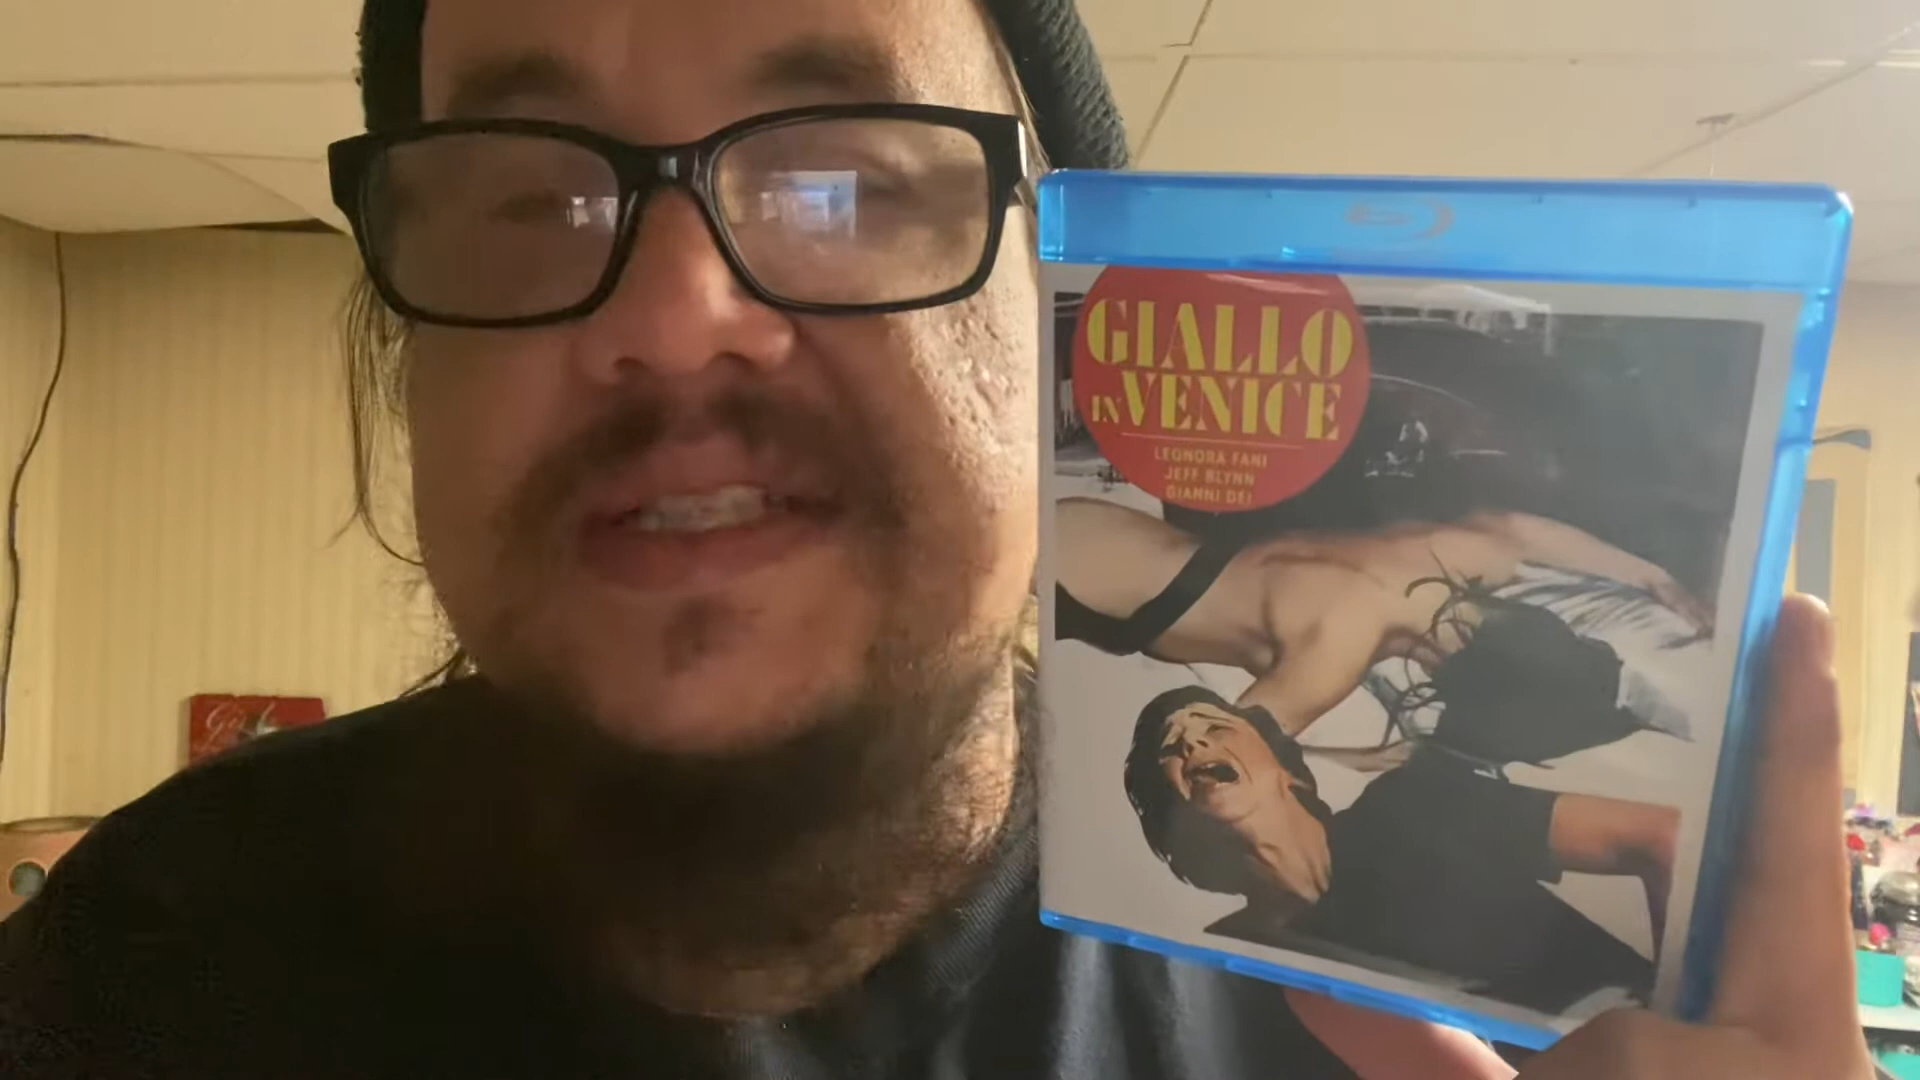 GIALLO
IN VENICE
LEONORA FANI
JEFF BLYNN
GIANNI DEI